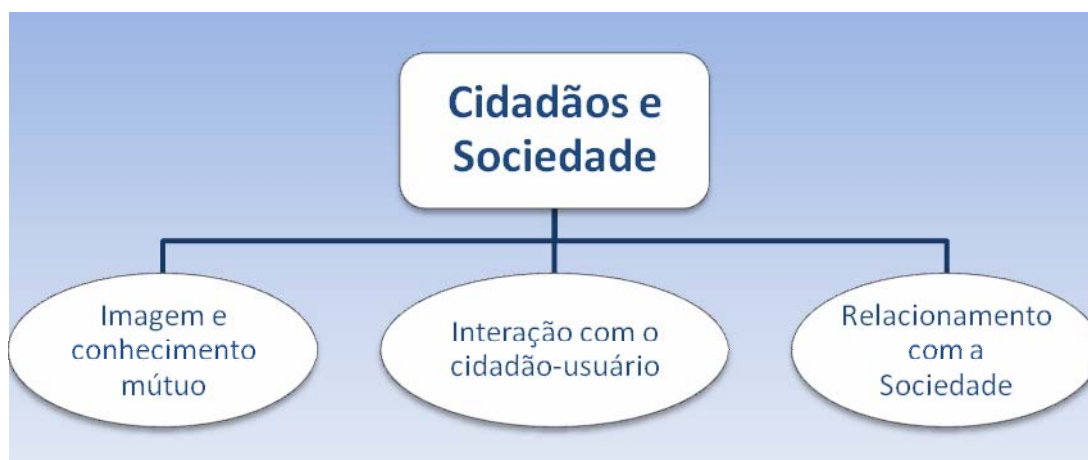 Cidadãos e
Sociedade
Imagem e
conhecimento
mútuo
Interação com o
cidadão-usuário
Relacionamento
com a
Sociedade